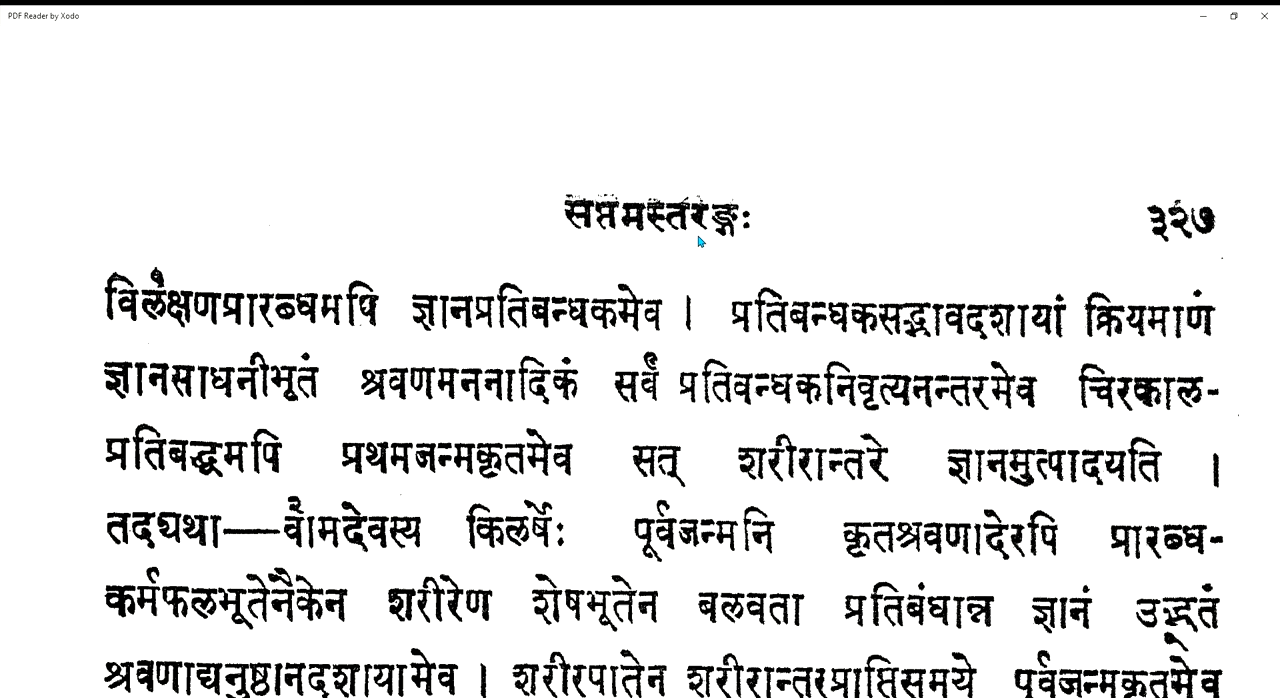 PDF Reader by Xodo
सप्तमस्तरङ्गः ३२७
विलक्षणप्रारब्धमपि ज्ञानप्रतिबन्धकमेव । प्रतिबन्धकसद्भावदशायां क्रियमाणं
ज्ञानसाधनीभूतं श्रवणमननादिकं सर्वं प्रतिबन्धकनिवृत्यनन्तरमेव चिरकाल-
प्रतिबद्धमपि प्रथमजन्मकृतमेव सत् शरीरान्तरे ज्ञानमुत्पादयति ।
तदद्यथा—वामदेवस्य किलर्षेः पूर्वजन्मनि कृतश्रवणादेरपि प्रारब्ध-
कर्मफलभूतेनैकेन शरीरेण शेषभूतेन बलवता प्रतिबंधान्न ज्ञानं उद्भूतं
श्रवणाद्यनुष्ठानदशायामेव । शरीरपातेन शरीरान्तरप्राप्तिसमये पूर्वजन्मकृतमेव